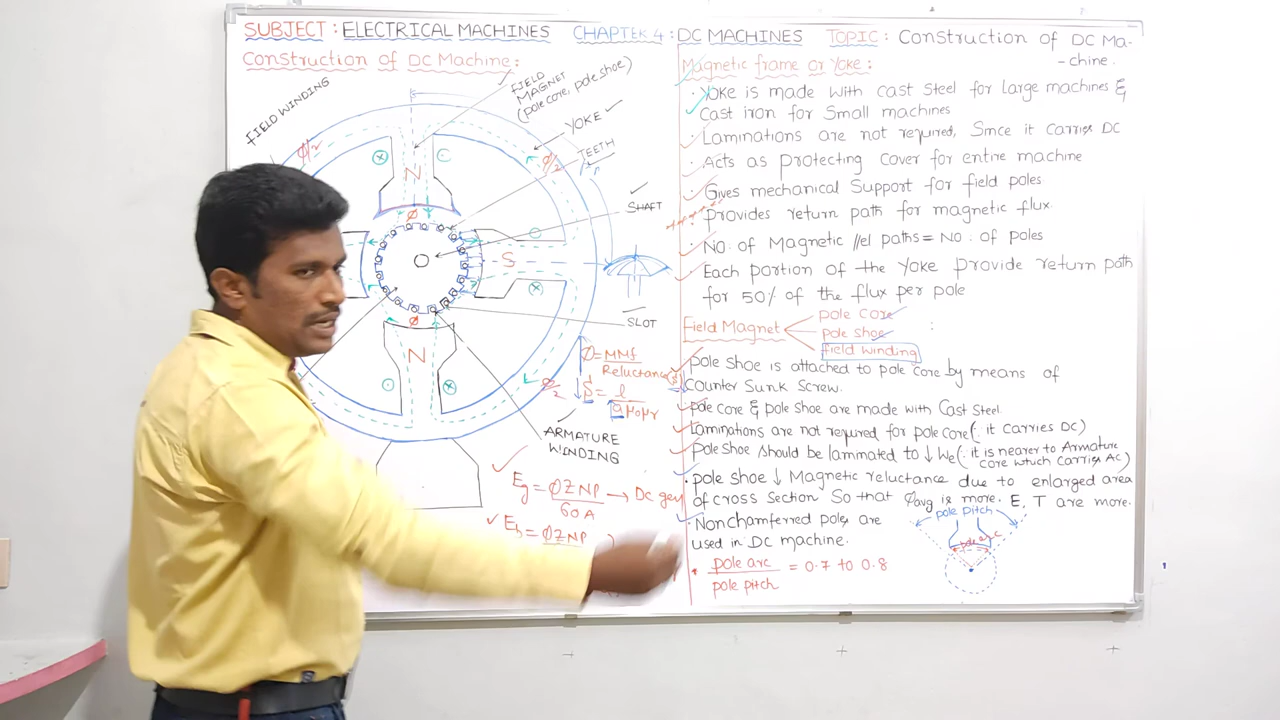 SUBJECT : ELECTRICAL MACHINES CHAPTER 4 : DC MACHINES TOPIC : Construction of DC Ma-
-chine.
Construction of DC Machine :
FIELD WINDING
FIELD
MAGNET
(pole core, pole shoe)
YOKE
TEETH
SHAFT
SLOT
ARMATURE
WINDING
N
S
N
ϕ
ϕ
ϕ/2
ϕ/2
ϕ/2
ϕ = MMf
Reluctance(S)
↓S = l
a μ0 μr
Eg = ϕZNP → DC gen
60A
Eb = ϕZNP
Magnetic frame or Yoke :
· Yoke is made with cast Steel for large machines &
Cast iron for Small machines
· Laminations are not required, Since it carries DC
· Acts as protecting cover for entire machine
· Gives mechanical Support for field poles
· Provides return path for magnetic flux.
· No: of Magnetic //el paths = No: of poles
· Each portion of the Yoke provide return path
for 50% of the flux per pole
Field Magnet
pole core
pole shoe
field winding
· Pole Shoe is attached to pole Core by means of
Counter Sunk Screw.
· Pole core & pole shoe are made with Cast Steel.
· Laminations are not required for pole core (∵ it carries DC)
· Pole shoe should be laminated to ↓ We (∵ it is nearer to Armature
core which carries AC)
· pole shoe ↓ Magnetic reluctance due to enlarged area
of cross section So that ϕavg is more, E, T are more.
· Nonchamferred poles are
used in DC machine.
· pole arc = 0.7 to 0.8
pole pitch
pole pitch
pole arc